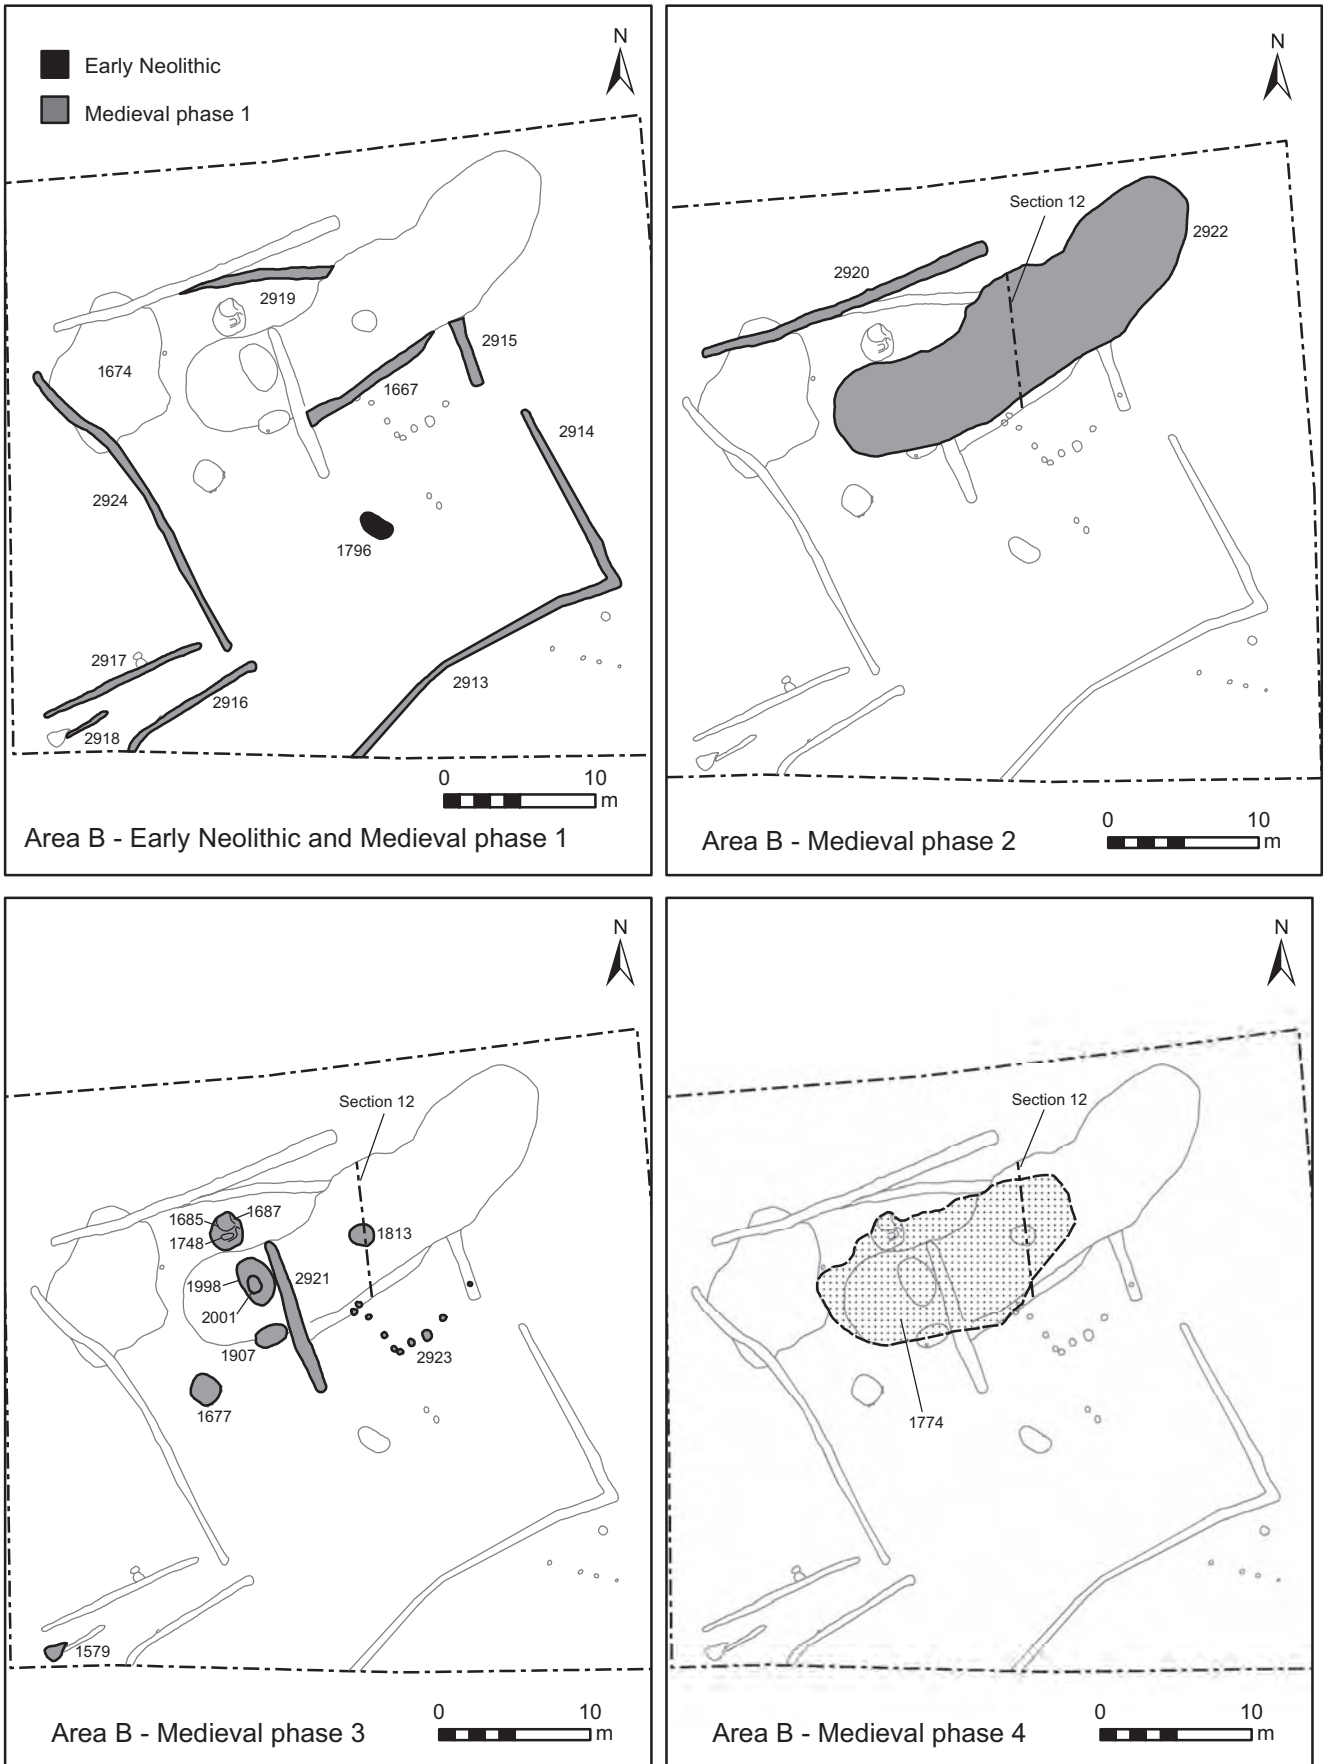 N
Early Neolithic
Medieval phase 1
2919
2915
1674
1667
2914
2924
1796
2917
2916
2913
2918
0 10
m
Area B - Early Neolithic and Medieval phase 1
N
Section 12
2922
2920
0 10
m
Area B - Medieval phase 2
N
Section 12
1685
1687
1748
1813
1998
2921
2001
1907
2923
1677
1579
0 10
m
Area B - Medieval phase 3
N
Section 12
1774
0 10
m
Area B - Medieval phase 4